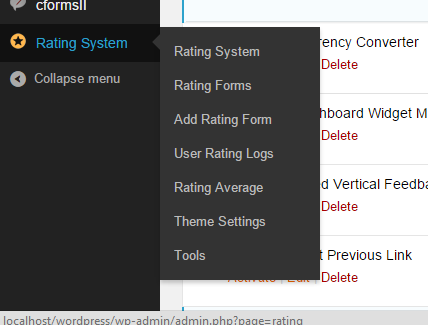 cformsII
Rating System
Collapse menu
Rating System
Rating Forms
Add Rating Form
User Rating Logs
Rating Average
Theme Settings
Tools
Converter
Delete
Widget M
Delete
Vertical Feedba
Delete
Previous Link
Activate | Edit | Delete
localhost/wordpress/wp-admin/admin.php?page=rating